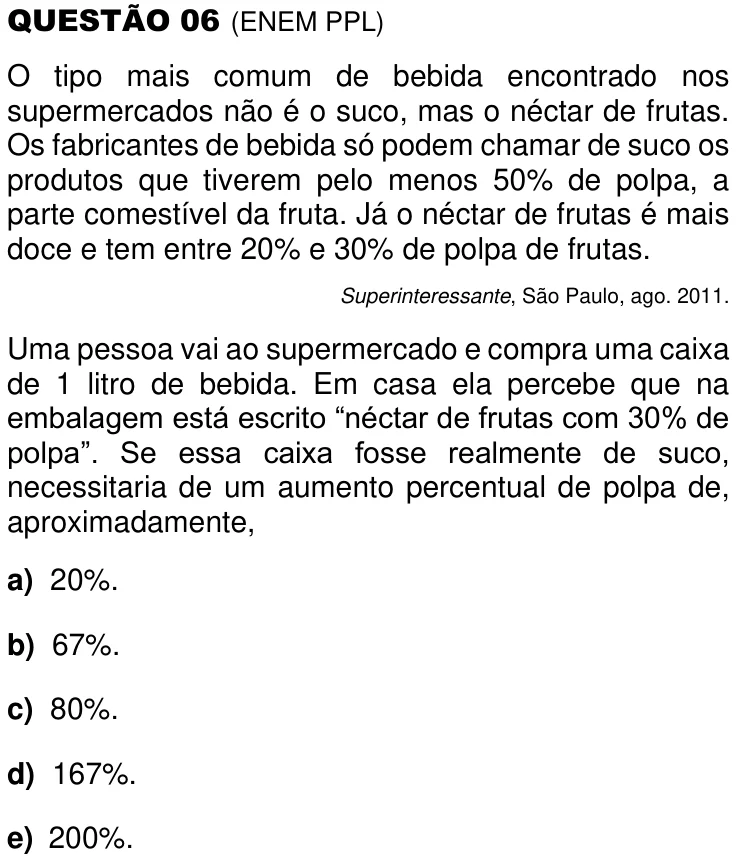 QUESTÃO 06 (ENEM PPL)
O tipo mais comum de bebida encontrado nos
supermercados não é o suco, mas o néctar de frutas.
Os fabricantes de bebida só podem chamar de suco os
produtos que tiverem pelo menos 50% de polpa, a
parte comestível da fruta. Já o néctar de frutas é mais
doce e tem entre 20% e 30% de polpa de frutas.
Superinteressante, São Paulo, ago. 2011.
Uma pessoa vai ao supermercado e compra uma caixa
de 1 litro de bebida. Em casa ela percebe que na
embalagem está escrito “néctar de frutas com 30% de
polpa”. Se essa caixa fosse realmente de suco,
necessitaria de um aumento percentual de polpa de,
aproximadamente,
a) 20%.
b) 67%.
c) 80%.
d) 167%.
e) 200%.